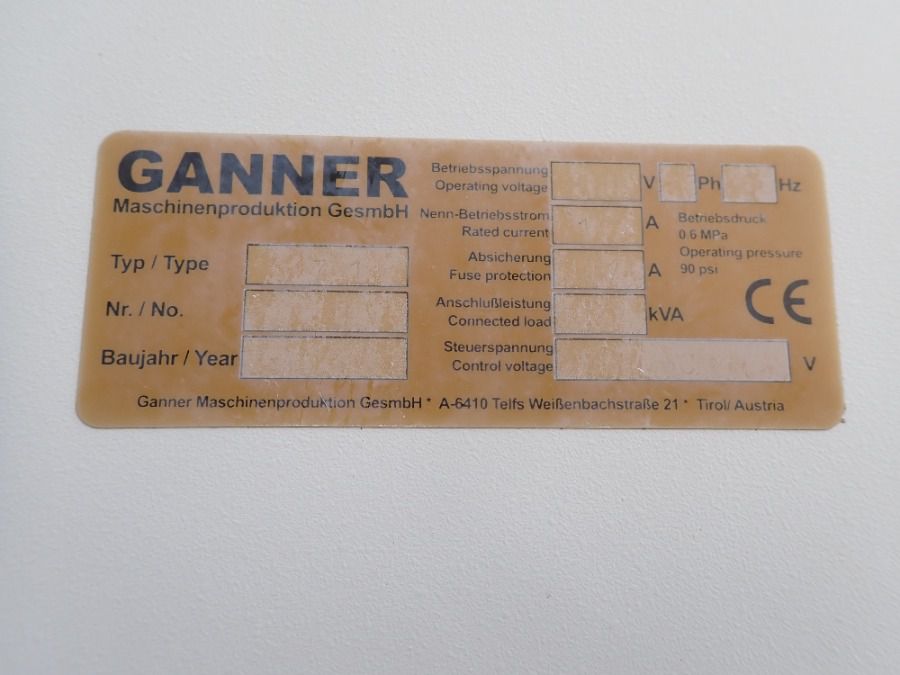 GANNER
Maschinenproduktion GesmbH
Typ / Type
Nr. / No.
Baujahr / Year
Betriebsspannung V Ph Hz
Operating voltage
Nenn-Betriebsstrom A
Rated current
Absicherung A
Fuse protection
Anschlußleistung kVA
Connected load
Steuerspannung V
Control voltage
Betriebsdruck
0.6 MPa
Operating pressure
90 psi
CE
Ganner Maschinenproduktion GesmbH * A-6410 Telfs Weißenbachstraße 21 * Tirol/ Austria